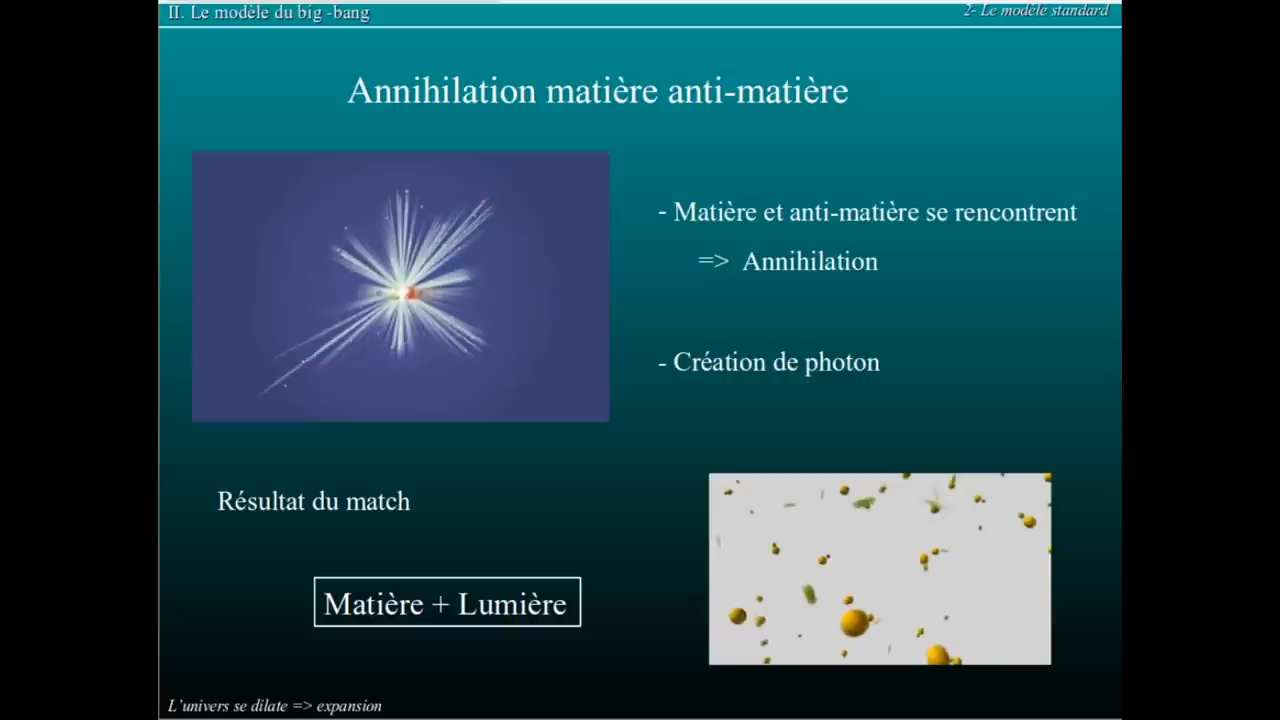 II. Le modèle du big -bang
2- Le modèle standard
Annihilation matière anti-matière
- Matière et anti-matière se rencontrent
=> Annihilation
- Création de photon
Résultat du match
Matière + Lumière
L'univers se dilate => expansion